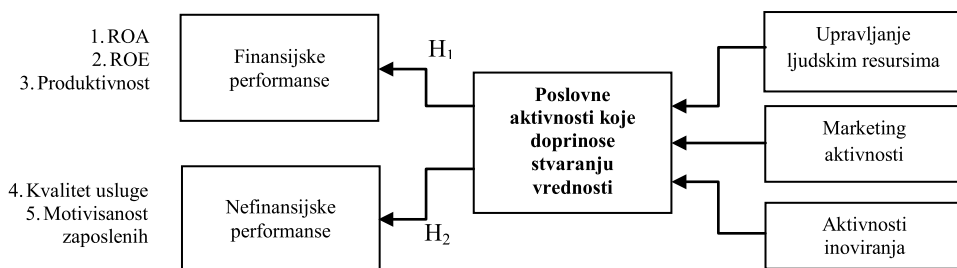 1. ROA
2. ROE
3. Produktivnost
Finansijske
performanse
H1
Poslovne
aktivnosti koje
doprinose
stvaranju
vrednosti
Upravljanje
ljudskim resursima
Marketing
aktivnosti
Aktivnosti
inoviranja
4. Kvalitet usluge
5. Motivisanost
zaposlenih
Nefinansijske
performanse
H2